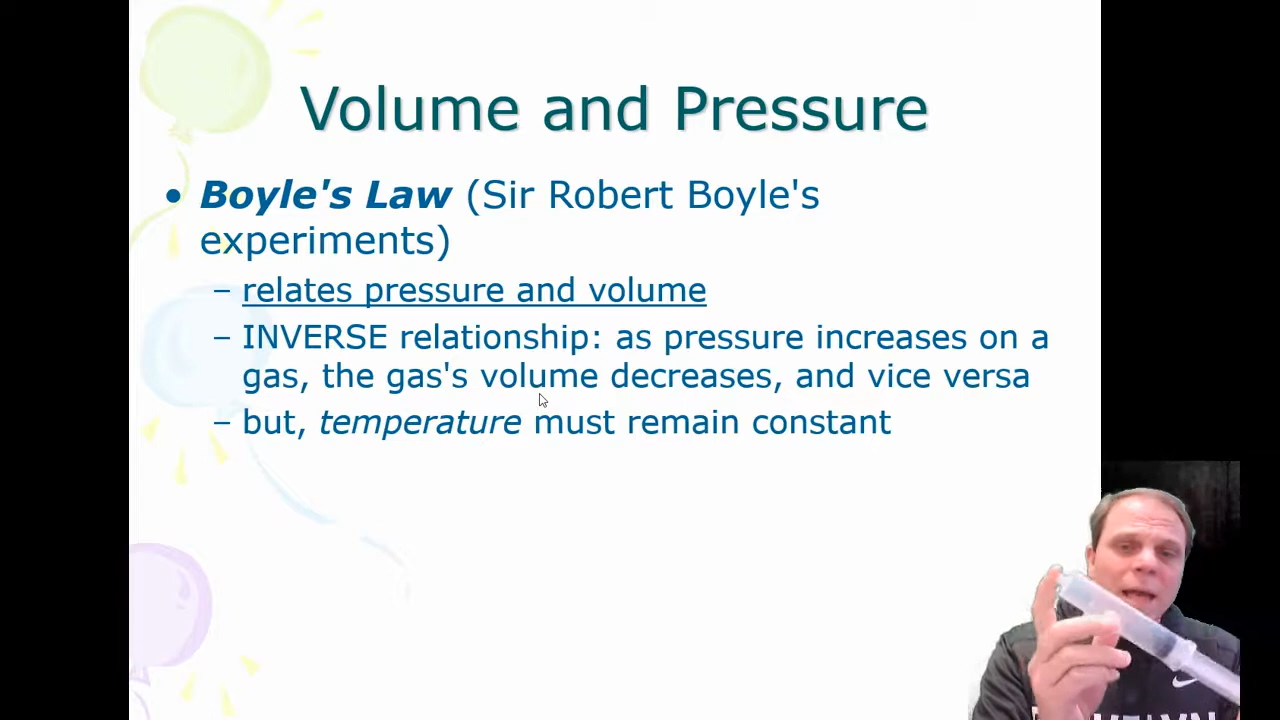 Volume and Pressure
• Boyle's Law (Sir Robert Boyle's
experiments)
– relates pressure and volume
– INVERSE relationship: as pressure increases on a
gas, the gas's volume decreases, and vice versa
– but, temperature must remain constant